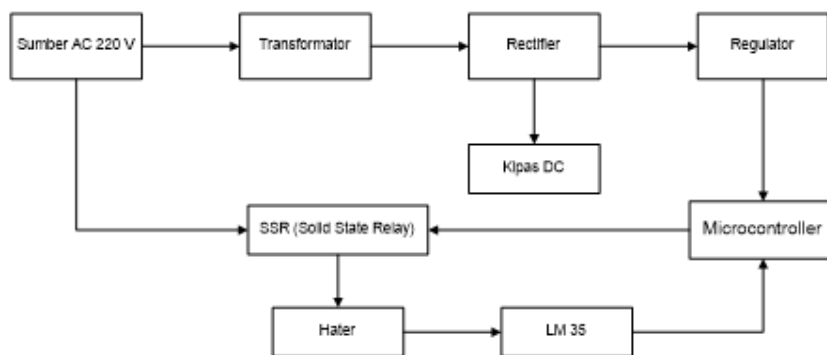 Sumber AC 220 V
Transformator
Rectifier
Regulator
Kipas DC
SSR (Solid State Relay)
Microcontroller
Hater
LM 35